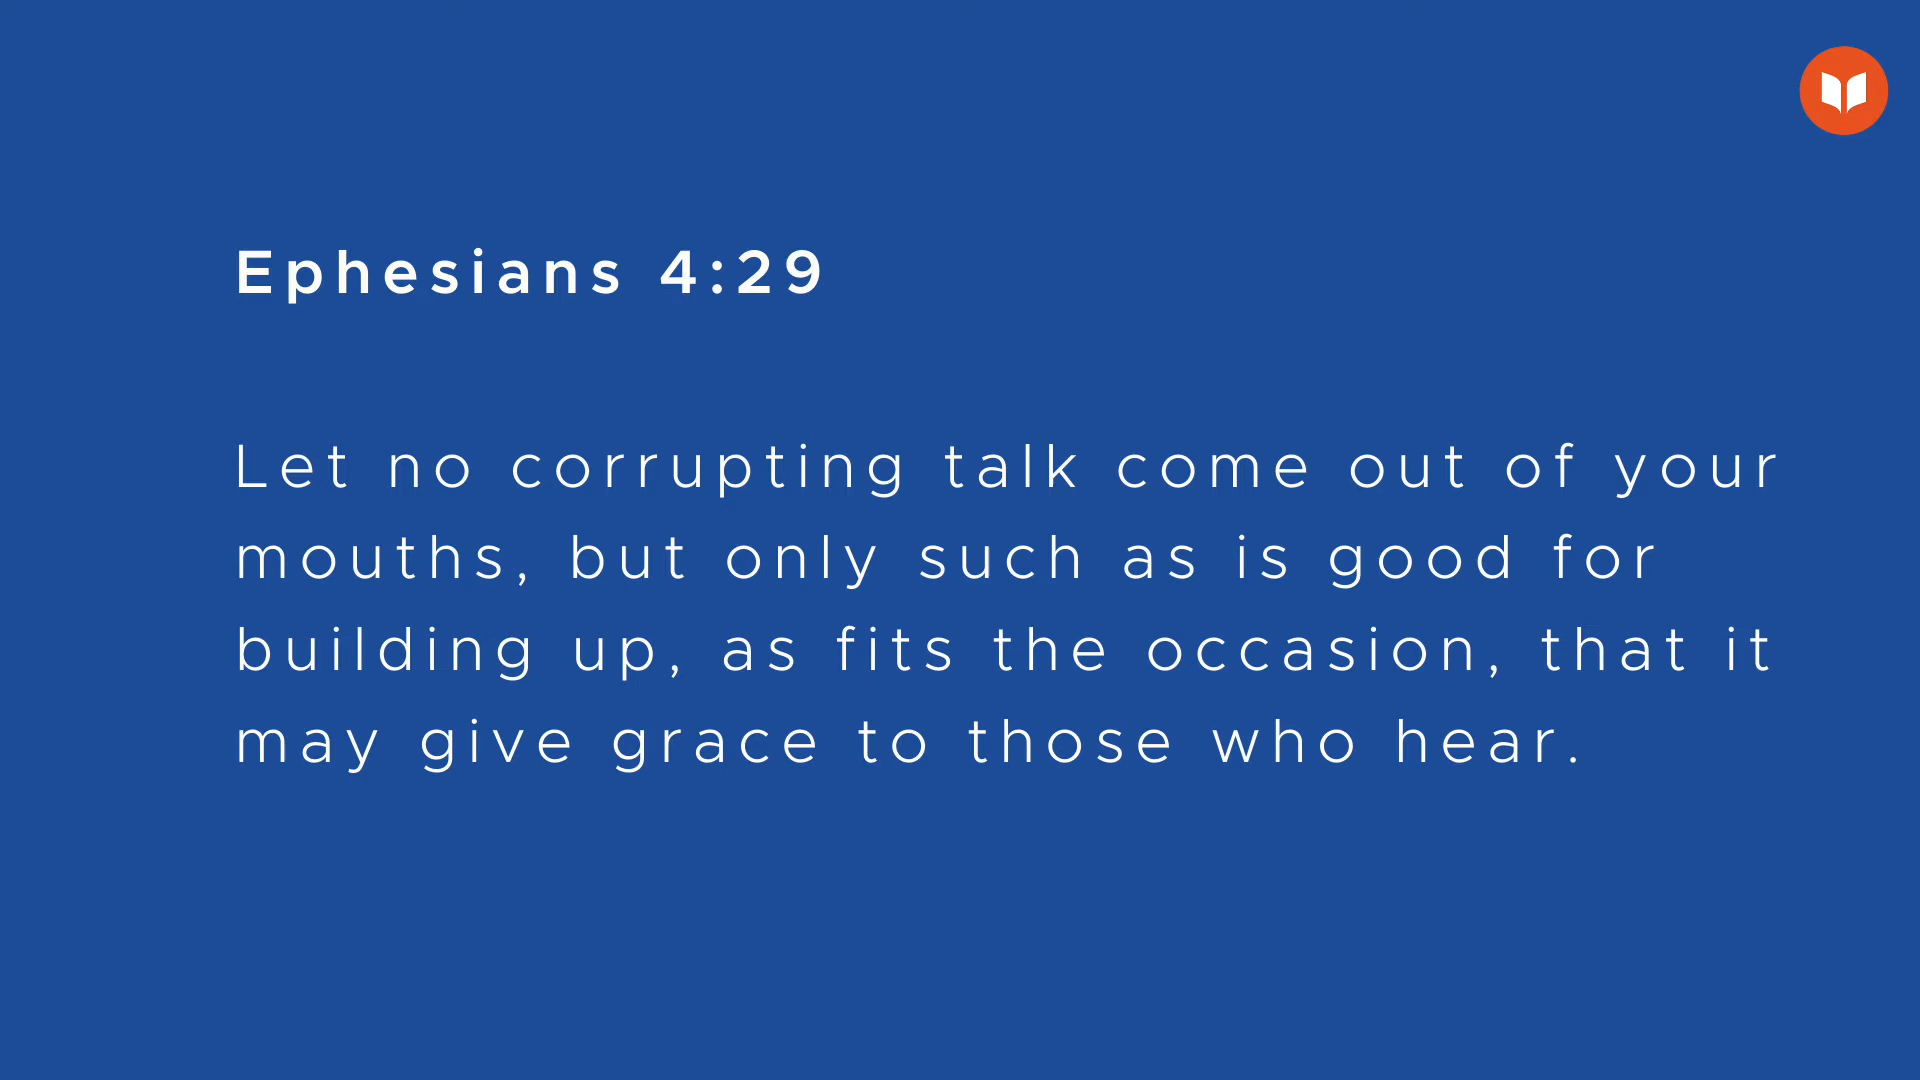 Ephesians 4:29
Let no corrupting talk come out of your
mouths, but only such as is good for
building up, as fits the occasion, that it
may give grace to those who hear.